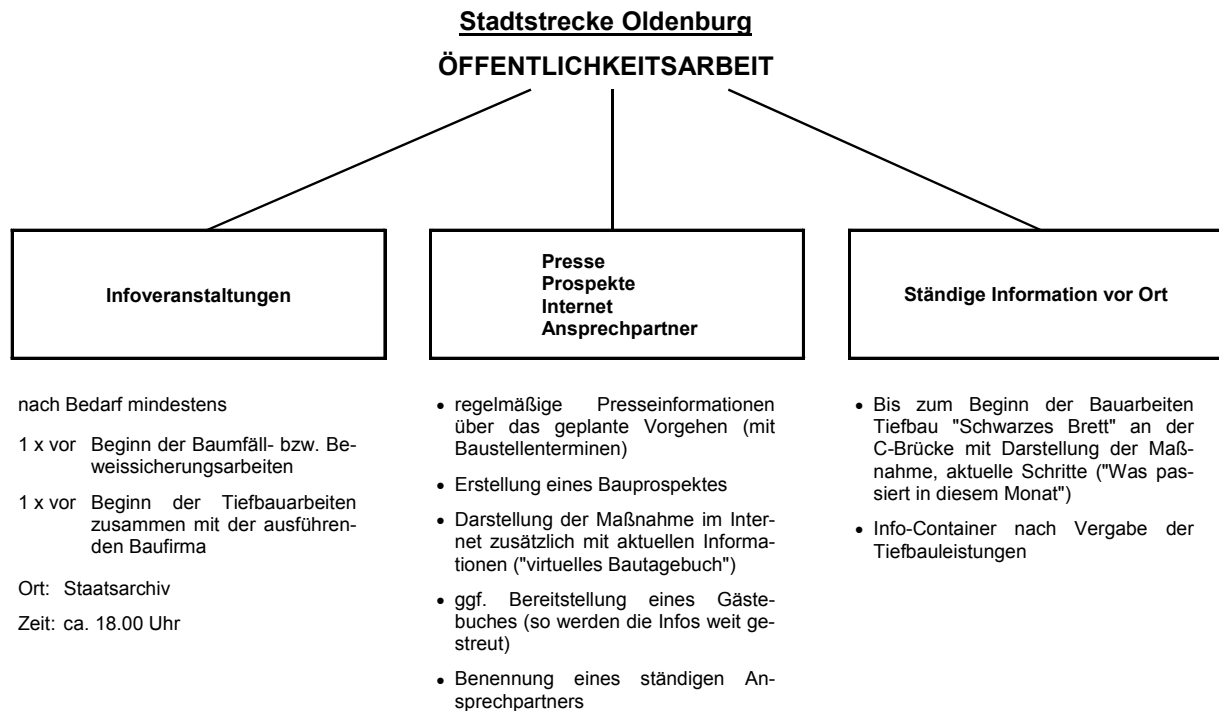 Stadtstrecke Oldenburg
ÖFFENTLICHKEITSARBEIT
Infoveranstaltungen
nach Bedarf mindestens
1 x vor Beginn der Baumfäll- bzw. Be-
weissicherungsarbeiten
1 x vor Beginn der Tiefbauarbeiten
zusammen mit der ausführen-
den Baufirma
Ort: Staatsarchiv
Zeit: ca. 18.00 Uhr
Presse
Prospekte
Internet
Ansprechpartner
• regelmäßige Presseinformationen
über das geplante Vorgehen (mit
Baustellenterminen)
• Erstellung eines Bauprospektes
• Darstellung der Maßnahme im Inter-
net zusätzlich mit aktuellen Informa-
tionen ("virtuelles Bautagebuch")
• ggf. Bereitstellung eines Gäste-
buches (so werden die Infos weit ge-
streut)
• Benennung eines ständigen An-
sprechpartners
Ständige Information vor Ort
• Bis zum Beginn der Bauarbeiten
Tiefbau "Schwarzes Brett" an der
C-Brücke mit Darstellung der Maß-
nahme, aktuelle Schritte ("Was pas-
siert in diesem Monat")
• Info-Container nach Vergabe der
Tiefbauleistungen